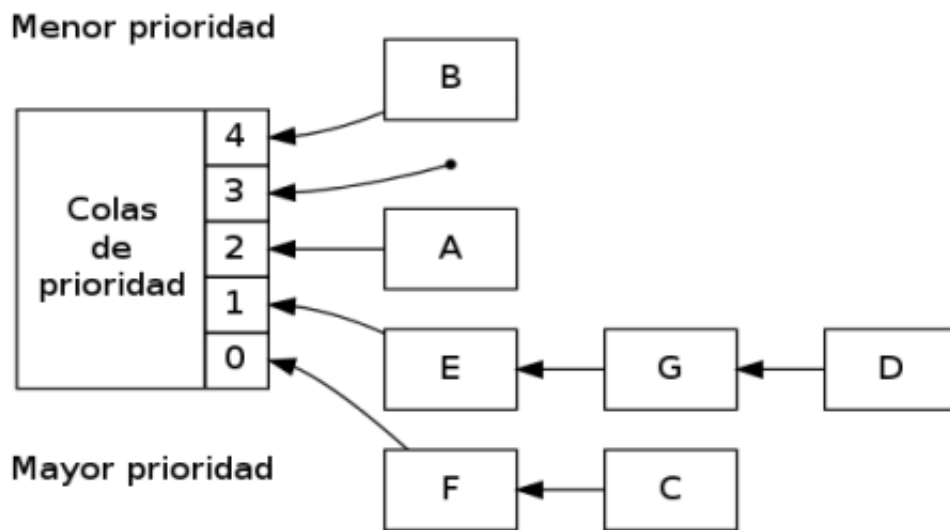 Menor prioridad
B
4
3
Colas
de
prioridad
2
A
1
E
G
D
0
Mayor prioridad
F
C